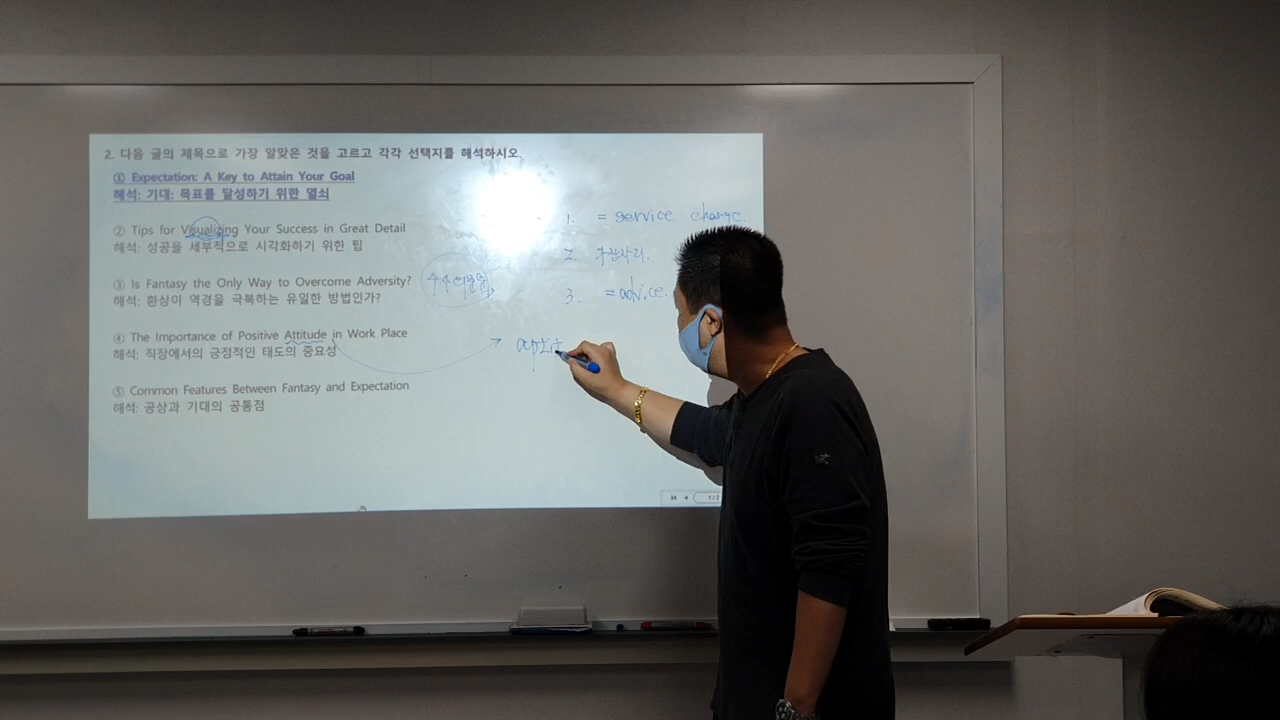 2. 다음 글의 제목으로 가장 알맞은 것을 고르고 각각 선택지를 해석하시오.
① Expectation: A Key to Attain Your Goal
해석: 기대: 목표를 달성하기 위한 열쇠
② Tips for Visualizing Your Success in Great Detail
해석: 성공을 세부적으로 시각화하기 위한 팁
③ Is Fantasy the Only Way to Overcome Adversity?
해석: 환상이 역경을 극복하는 유일한 방법인가?
④ The Importance of Positive Attitude in Work Place
해석: 직장에서의 긍정적인 태도의 중요성
⑤ Common Features Between Fantasy and Expectation
해석: 공상과 기대의 공통점
1. = service charge
2. 가장자리.
3. = advice.
aptit
1/2